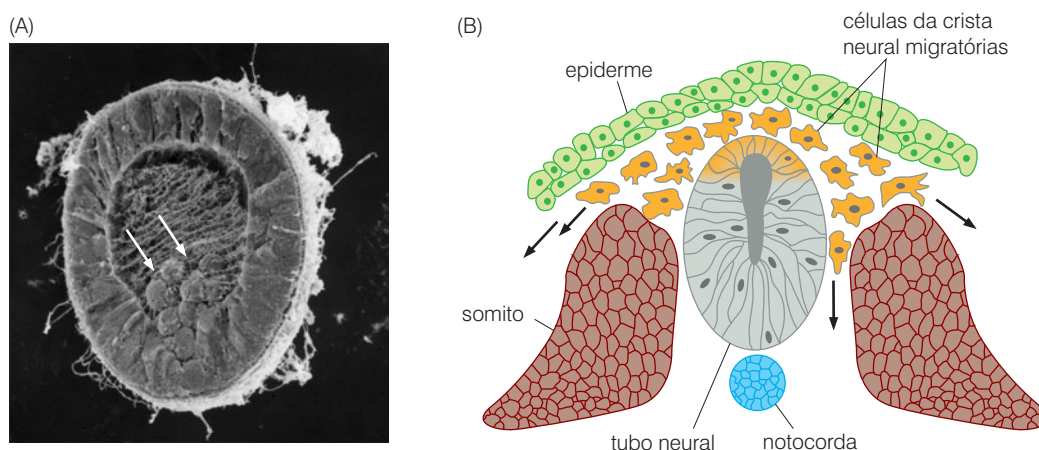 (A)
(B)
células da crista
neural migratórias
epiderme
somito
tubo neural
notocorda